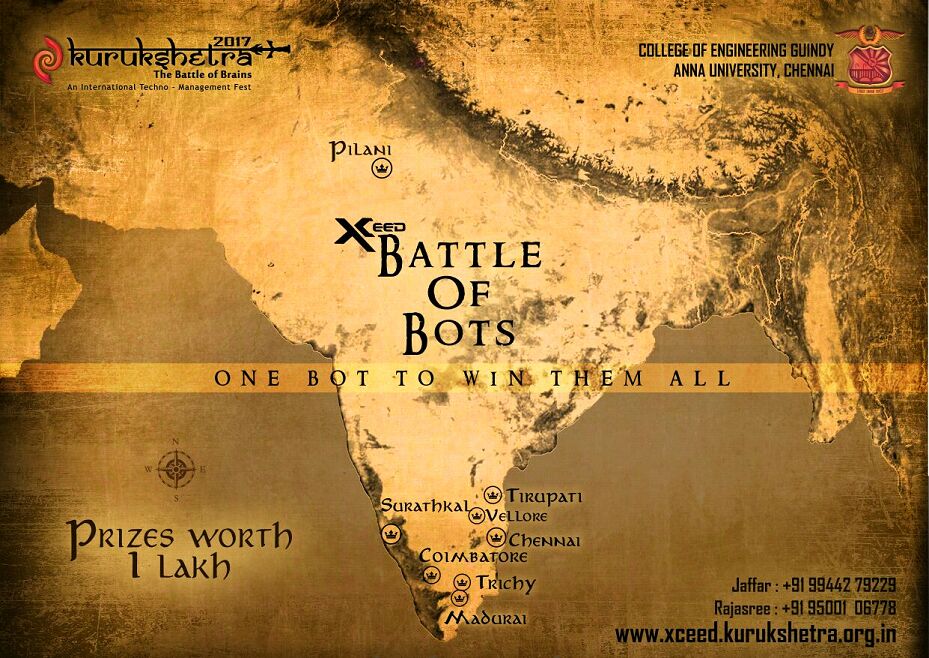 kurukshetra 2017
The Battle of Brains
An International Techno - Management Fest
COLLEGE OF ENGINEERING GUINDY
ANNA UNIVERSITY, CHENNAI
Pilani
Xeed
Battle
Of
Bots
ONE BOT TO WIN THEM ALL
N
W E
S
Surathkal
Tirupati
Vellore
Chennai
Coimbatore
Trichy
Madurai
Prizes worth
1 Lakh
Jaffar : +91 99442 79229
Rajasree : +91 95001 06778
www.xceed.kurukshetra.org.in